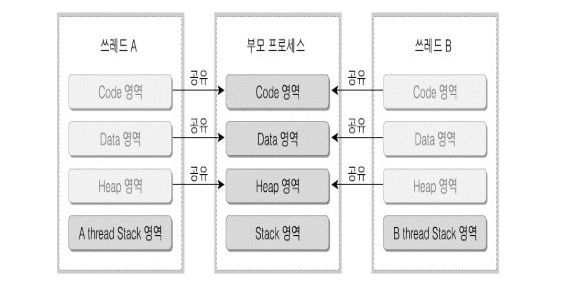 쓰레드 A
부모 프로세스
쓰레드 B
Code 영역
공유
Code 영역
공유
Code 영역
Data 영역
공유
Data 영역
공유
Data 영역
Heap 영역
공유
Heap 영역
공유
Heap 영역
A thread Stack 영역
Stack 영역
B thread Stack 영역